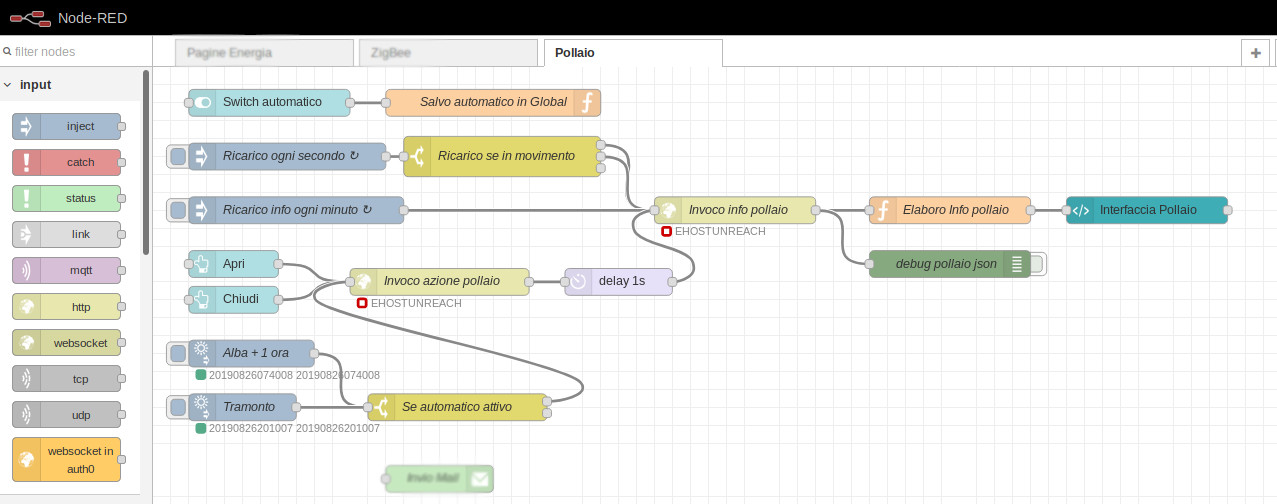 Node-RED
filter nodes
Pagine Energia
ZigBee
Pollaio
input
inject
catch
status
link
mqtt
http
websocket
tcp
udp
websocket in
auth0
Switch automatico
Salvo automatico in Global
Ricarico ogni secondo ↻
Ricarico se in movimento
Ricarico info ogni minuto ↻
Invoco info pollaio
EHOSTUNREACH
Elaboro Info pollaio
Interfaccia Pollaio
debug pollaio json
Apri
Chiudi
Invoco azione pollaio
EHOSTUNREACH
delay 1s
Alba + 1 ora
20190826074008 20190826074008
Tramonto
20190826201007 20190826201007
Se automatico attivo
Invio Mail